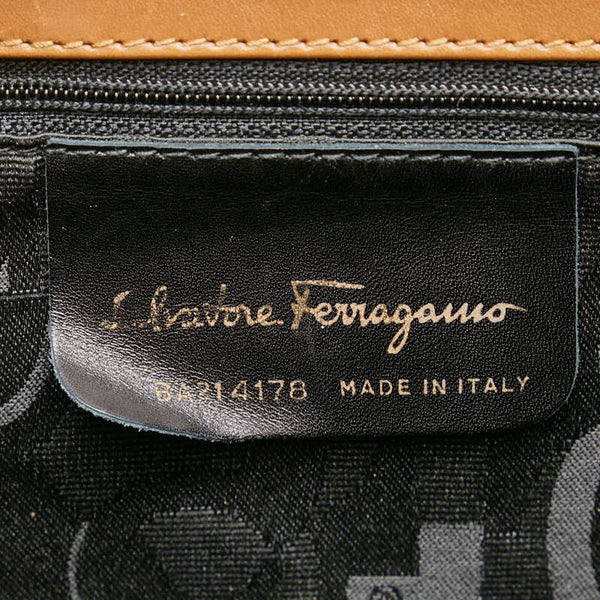 Salvatore Ferragamo
BA214178 MADE IN ITALY